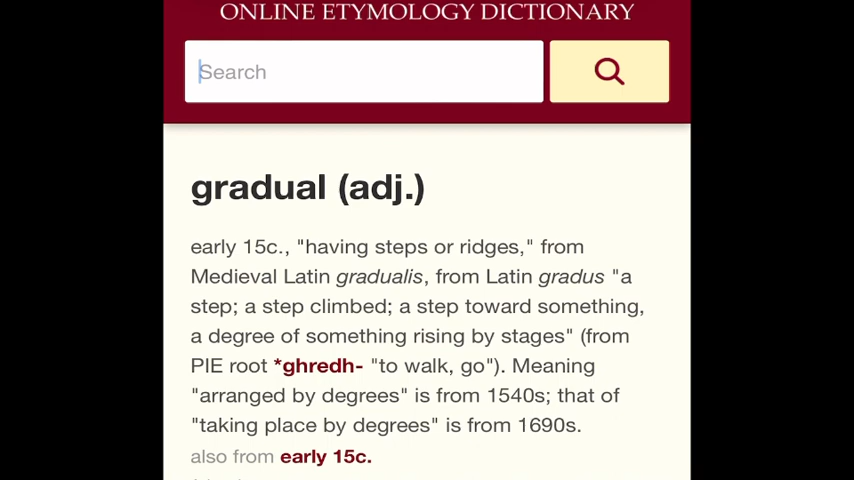 ONLINE ETYMOLOGY DICTIONARY
Search
gradual (adj.)
early 15c., "having steps or ridges," from
Medieval Latin gradualis, from Latin gradus "a
step; a step climbed; a step toward something,
a degree of something rising by stages" (from
PIE root *ghredh- "to walk, go"). Meaning
"arranged by degrees" is from 1540s; that of
"taking place by degrees" is from 1690s.
also from early 15c.